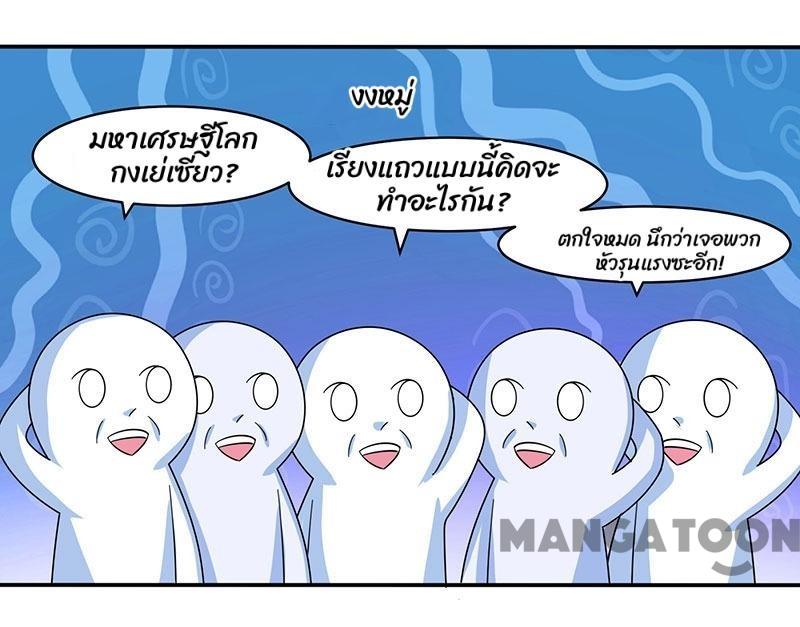 งงหมู่
มหาเศรษฐีโลก
กงเย่เซียว?
เรียงแถวแบบนี้คิดจะ
ทำอะไรกัน?
ตกใจหมด นึกว่าเจอพวก
หัวรุนแรงซะอีก!
MANGATOON